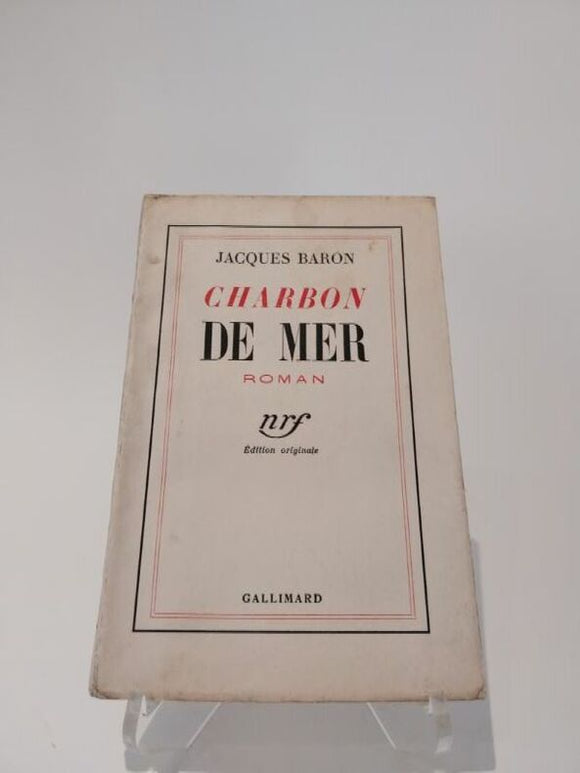 JACQUES BARON
CHARBON
DE MER
ROMAN
nrf
Édition originale
GALLIMARD